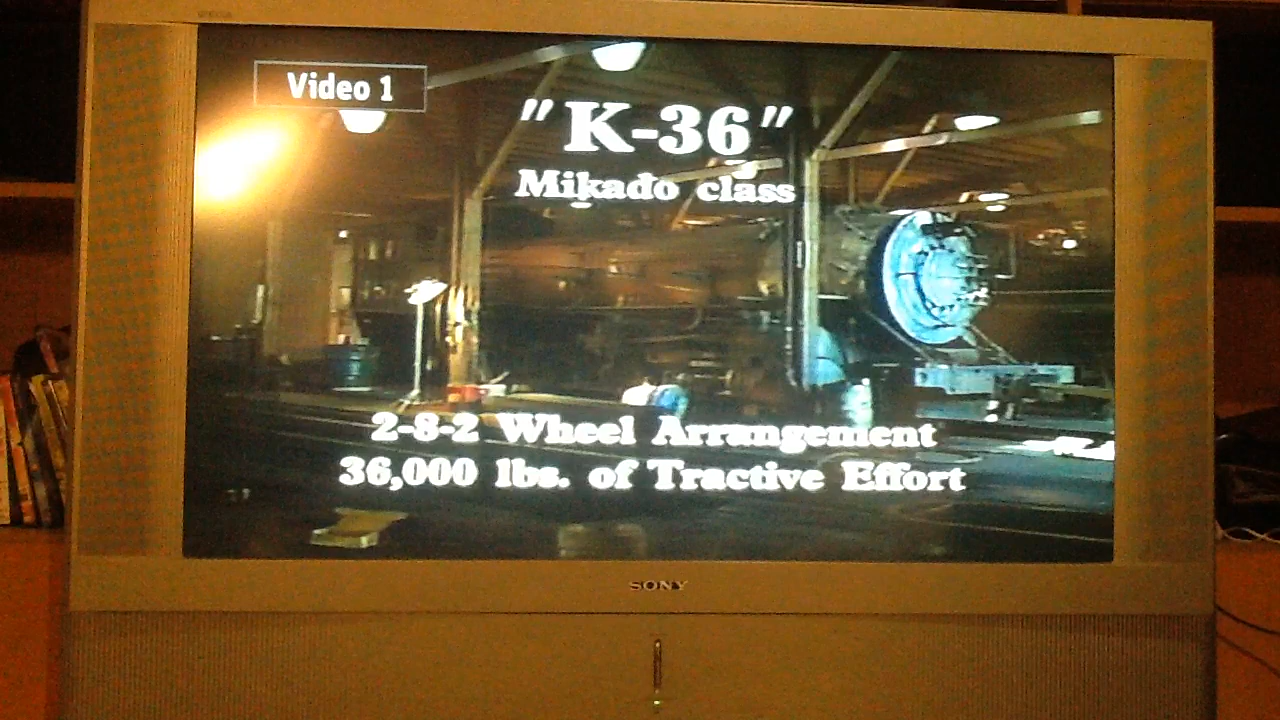 Video 1
"K-36"
Mikado class
2-8-2 Wheel Arrangement
36,000 lbs. of Tractive Effort
SONY